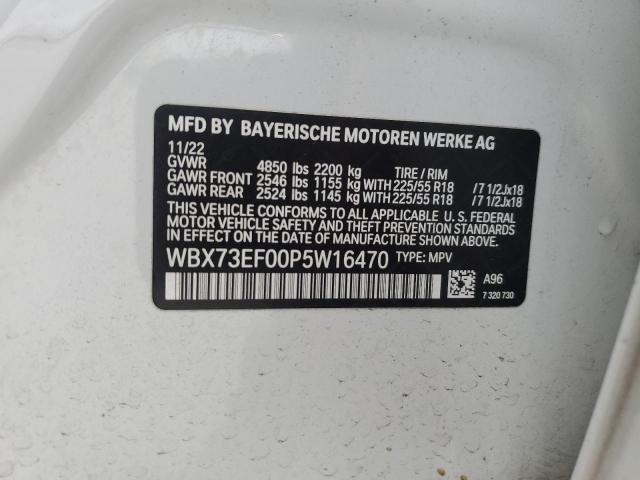 MFD BY BAYERISCHE MOTOREN WERKE AG
11/22
GVWR 4850 lbs 2200 kg TIRE / RIM
GAWR FRONT 2546 lbs 1155 kg WITH 225/55 R18 /7 1/2Jx18
GAWR REAR 2524 lbs 1145 kg WITH 225/55 R18 /7 1/2Jx18
THIS VEHICLE CONFORMS TO ALL APPLICABLE U. S. FEDERAL
MOTOR VEHICLE SAFETY, BUMPER, AND THEFT PREVENTION
STANDARDS IN EFFECT ON THE DATE OF MANUFACTURE SHOWN ABOVE.
WBX73EF00P5W16470 TYPE: MPV
A96
7 320 730